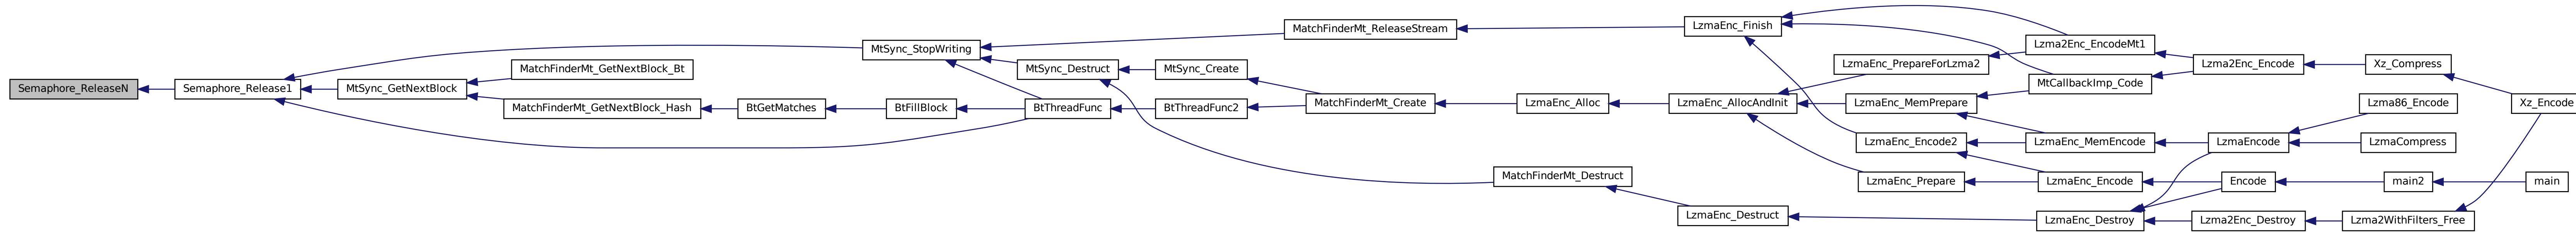 Semaphore_ReleaseN
Semaphore_Release1
MtSync_StopWriting
MtSync_GetNextBlock
MatchFinderMt_GetNextBlock_Bt
MatchFinderMt_GetNextBlock_Hash
BtGetMatches
BtFillBlock
MtSync_Destruct
BtThreadFunc
MtSync_Create
BtThreadFunc2
MatchFinderMt_ReleaseStream
MatchFinderMt_Create
MatchFinderMt_Destruct
LzmaEnc_Alloc
LzmaEnc_Finish
LzmaEnc_AllocAndInit
LzmaEnc_Destruct
LzmaEnc_PrepareForLzma2
LzmaEnc_MemPrepare
LzmaEnc_Encode2
LzmaEnc_Prepare
Lzma2Enc_EncodeMt1
MtCallbackImp_Code
LzmaEnc_MemEncode
LzmaEnc_Encode
LzmaEnc_Destroy
Lzma2Enc_Encode
LzmaEncode
Encode
Lzma2Enc_Destroy
Xz_Compress
Lzma86_Encode
LzmaCompress
main2
Lzma2WithFilters_Free
Xz_Encode
main